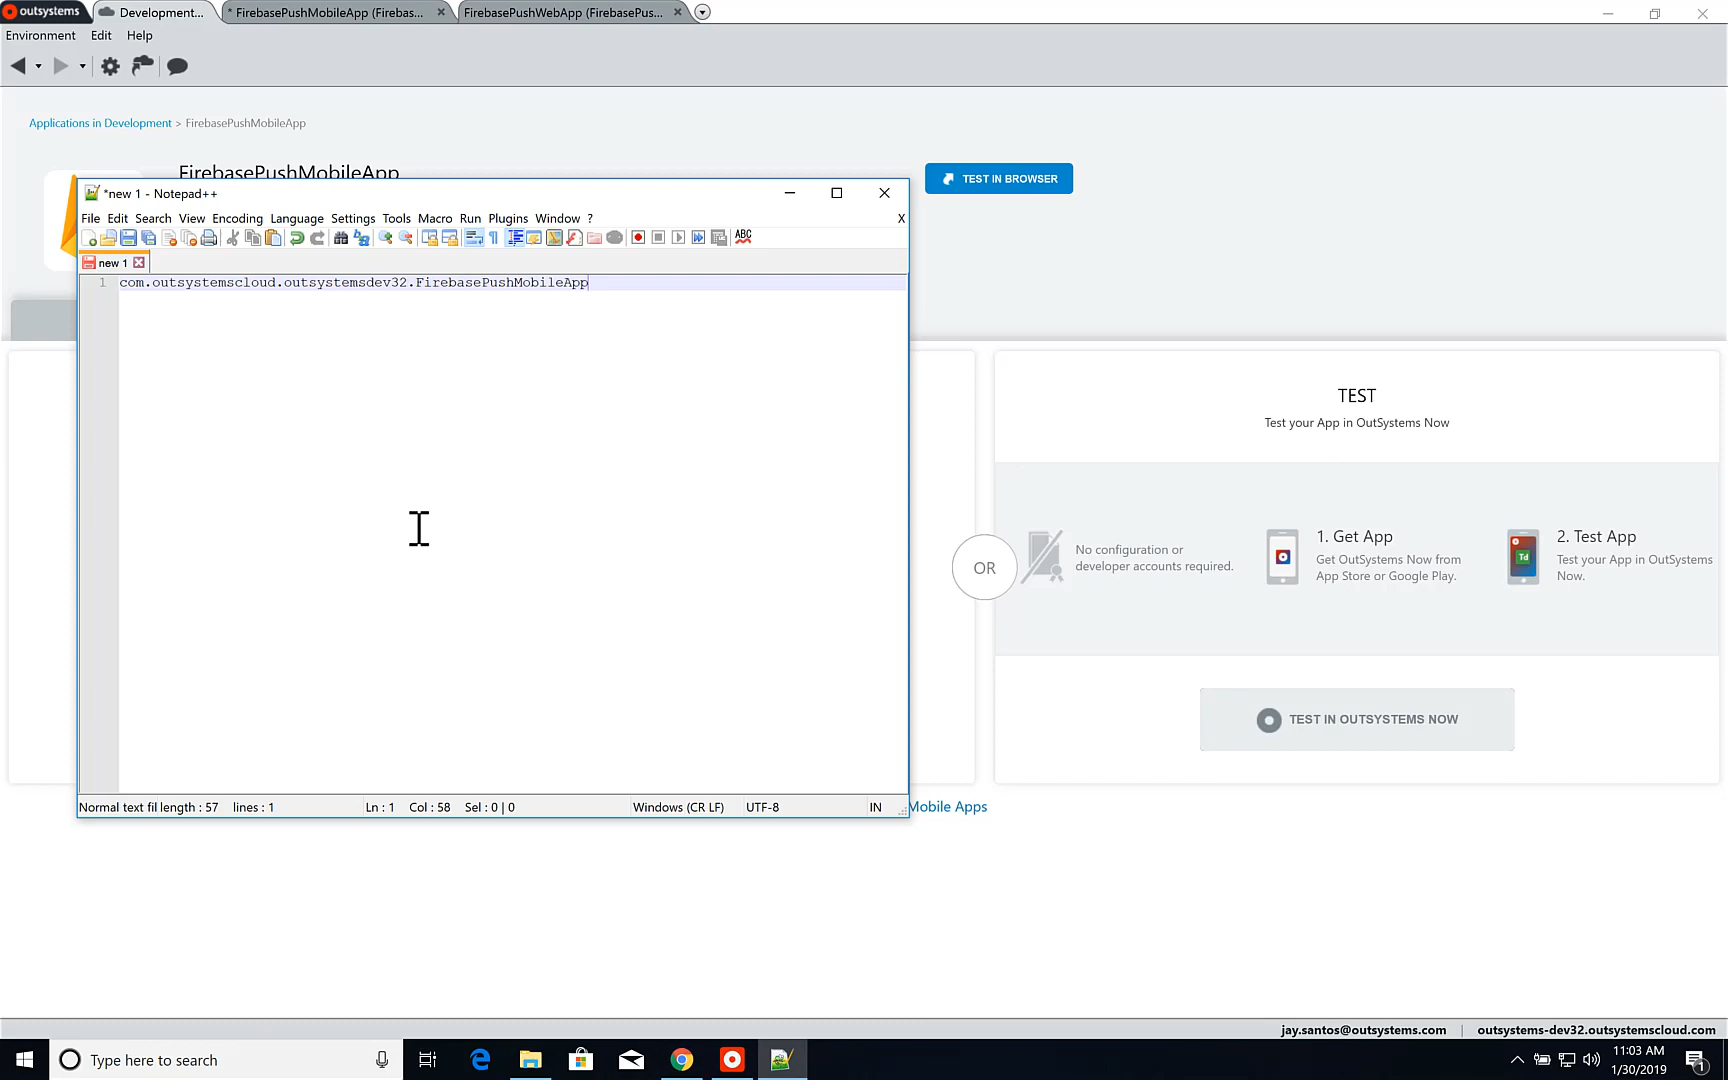 outsystems
Development...
* FirebasePushMobileApp (Firebas...
FirebasePushWebApp (FirebasePus...
Environment Edit Help
Applications in Development > FirebasePushMobileApp
FirebasePushMobileApp
TEST IN BROWSER
*new 1 - Notepad++
File Edit Search View Encoding Language Settings Tools Macro Run Plugins Window ? X
ABC
new 1
1 com.outsystemscloud.outsystemsdev32.FirebasePushMobileApp
TEST
Test your App in OutSystems Now
OR
No configuration or
developer accounts required.
1. Get App
Get OutSystems Now from
App Store or Google Play.
Td
2. Test App
Test your App in OutSystems
Now.
TEST IN OUTSYSTEMS NOW
Normal text fil length : 57 lines : 1 Ln : 1 Col : 58 Sel : 0 | 0 Windows (CR LF) UTF-8 IN
Mobile Apps
jay.santos@outsystems.com | outsystems-dev32.outsystemscloud.com
Type here to search
11:03 AM
1/30/2019
1